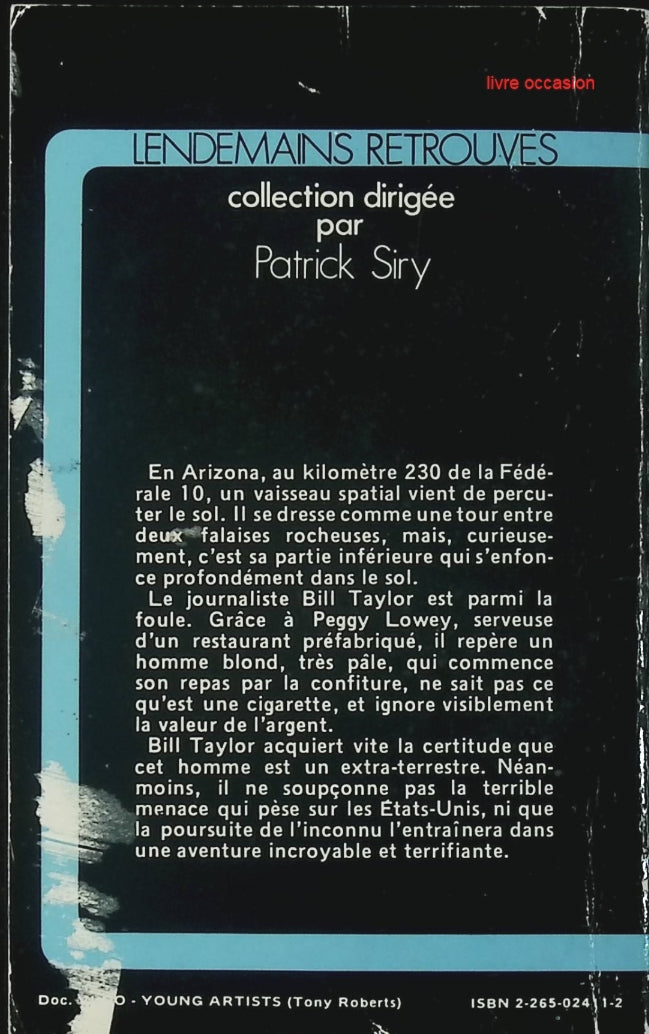 livre occasion
LENDEMAINS RETROUVES
collection dirigée
par
Patrick Siry
En Arizona, au kilomètre 230 de la Fédé-
rale 10, un vaisseau spatial vient de percu-
ter le sol. Il se dresse comme une tour entre
deux falaises rocheuses, mais, curieuse-
ment, c'est sa partie inférieure qui s'enfon-
ce profondément dans le sol.
Le journaliste Bill Taylor est parmi la
foule. Grâce à Peggy Lowey, serveuse
d'un restaurant préfabriqué, il repère un
homme blond, très pâle, qui commence
son repas par la confiture, ne sait pas ce
qu'est une cigarette, et ignore visiblement
la valeur de l'argent.
Bill Taylor acquiert vite la certitude que
cet homme est un extra-terrestre. Néan-
moins, il ne soupçonne pas la terrible
menace qui pèse sur les États-Unis, ni que
la poursuite de l'inconnu l'entraînera dans
une aventure incroyable et terrifiante.
Doc. - YOUNG ARTISTS (Tony Roberts)
ISBN